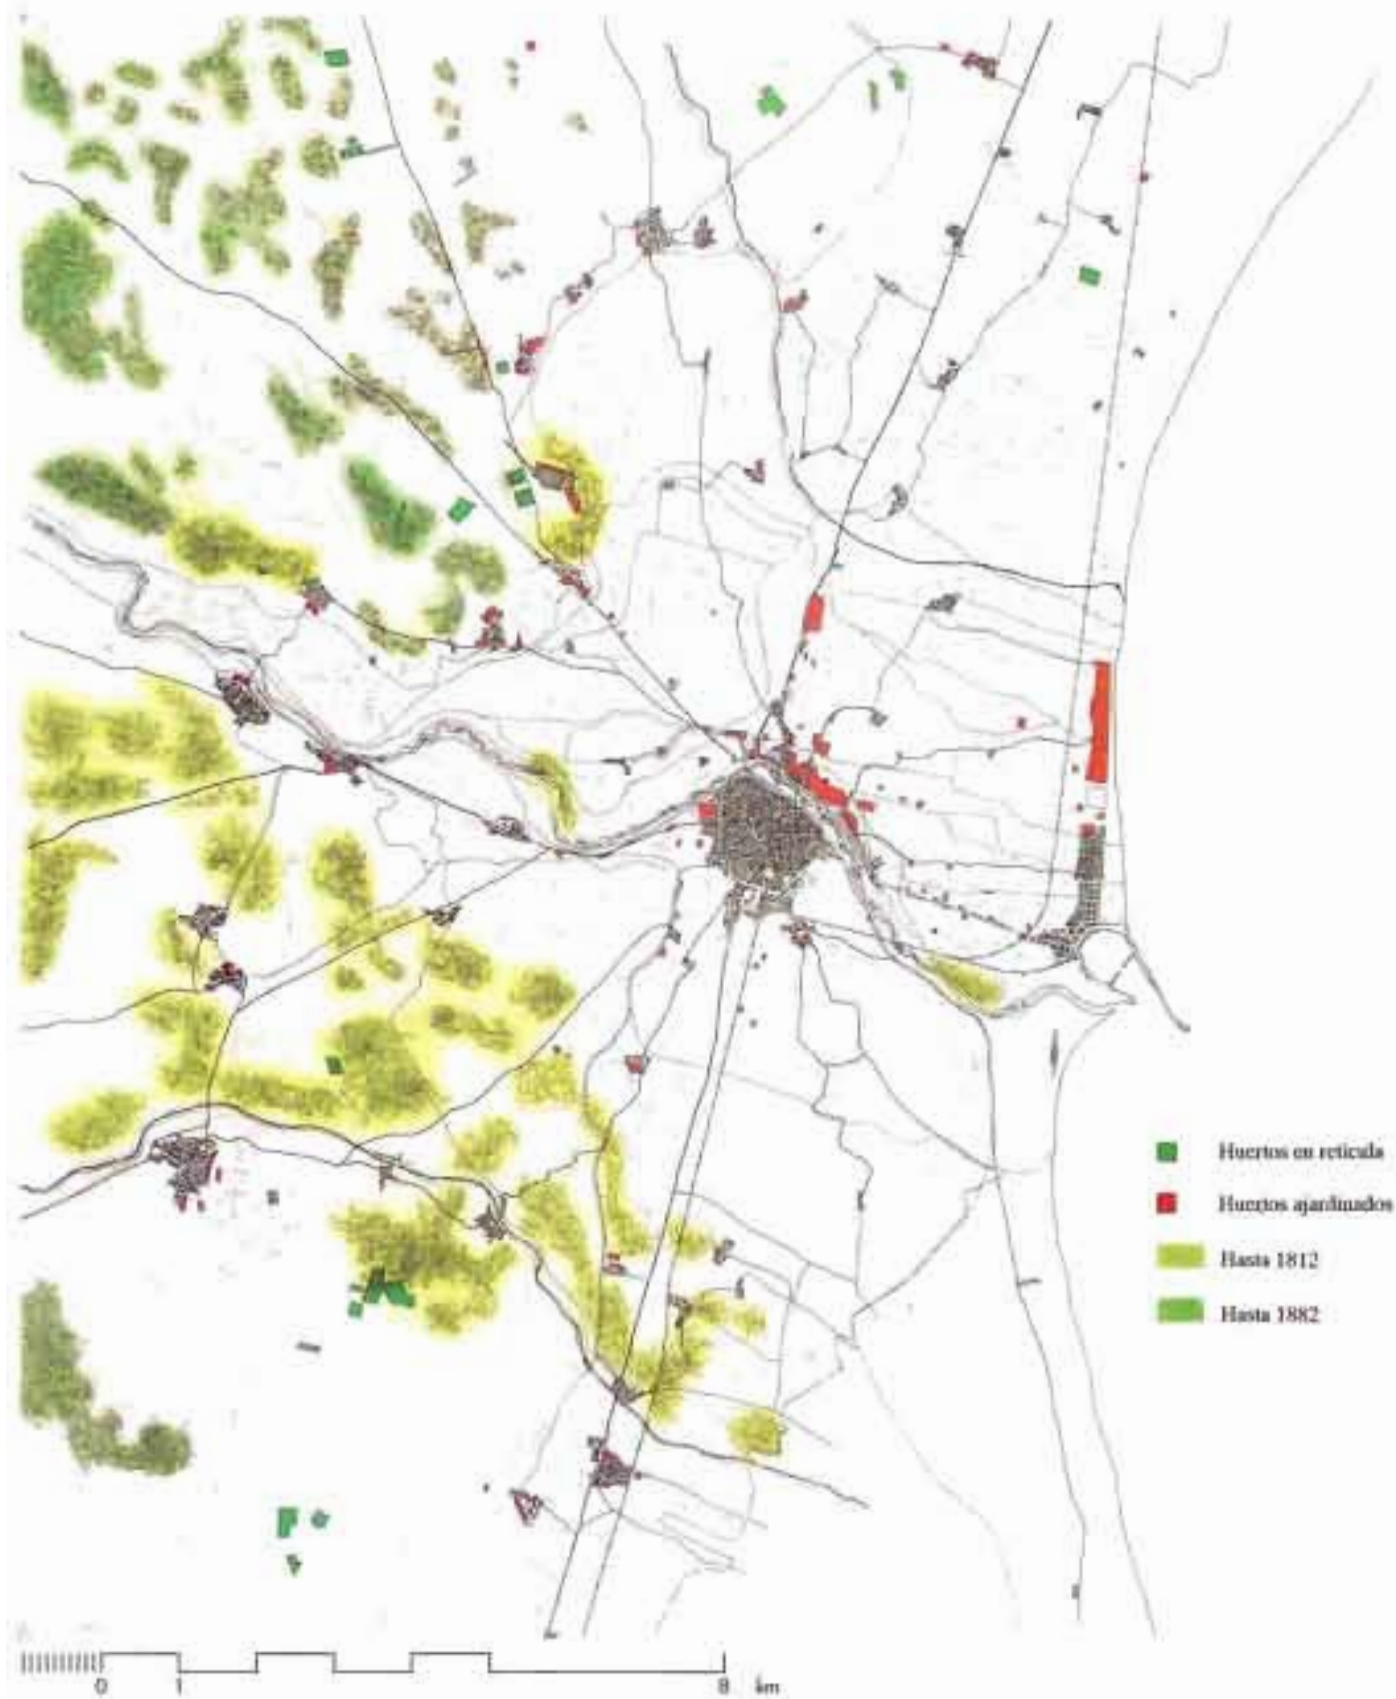 Huertos en retícula
Huertos ajardinados
Hasta 1812
Hasta 1882
0 1 8 km